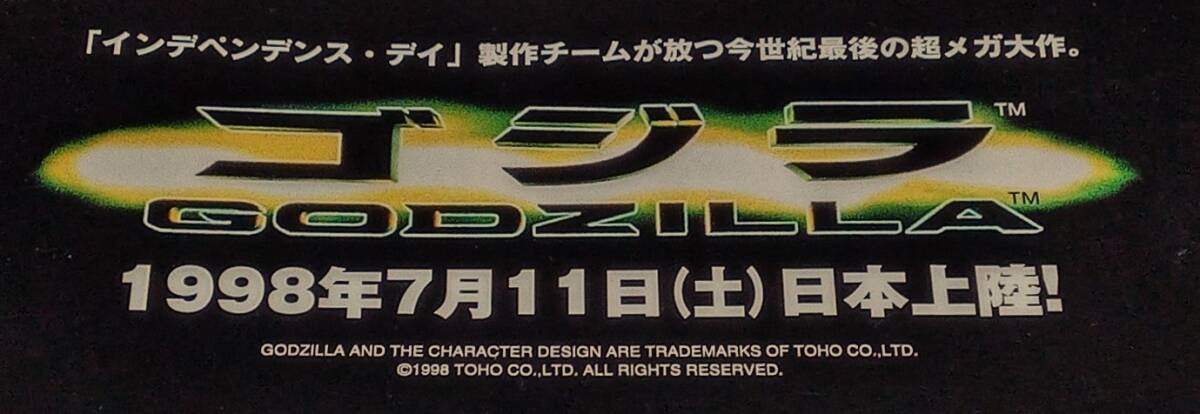 「インデペンデンス・デイ」製作チームが放つ今世紀最後の超メガ大作。
ゴジラ™
GODZILLA™
1998年7月11日(土)日本上陸!
GODZILLA AND THE CHARACTER DESIGN ARE TRADEMARKS OF TOHO CO.,LTD.
©1998 TOHO CO.,LTD. ALL RIGHTS RESERVED.